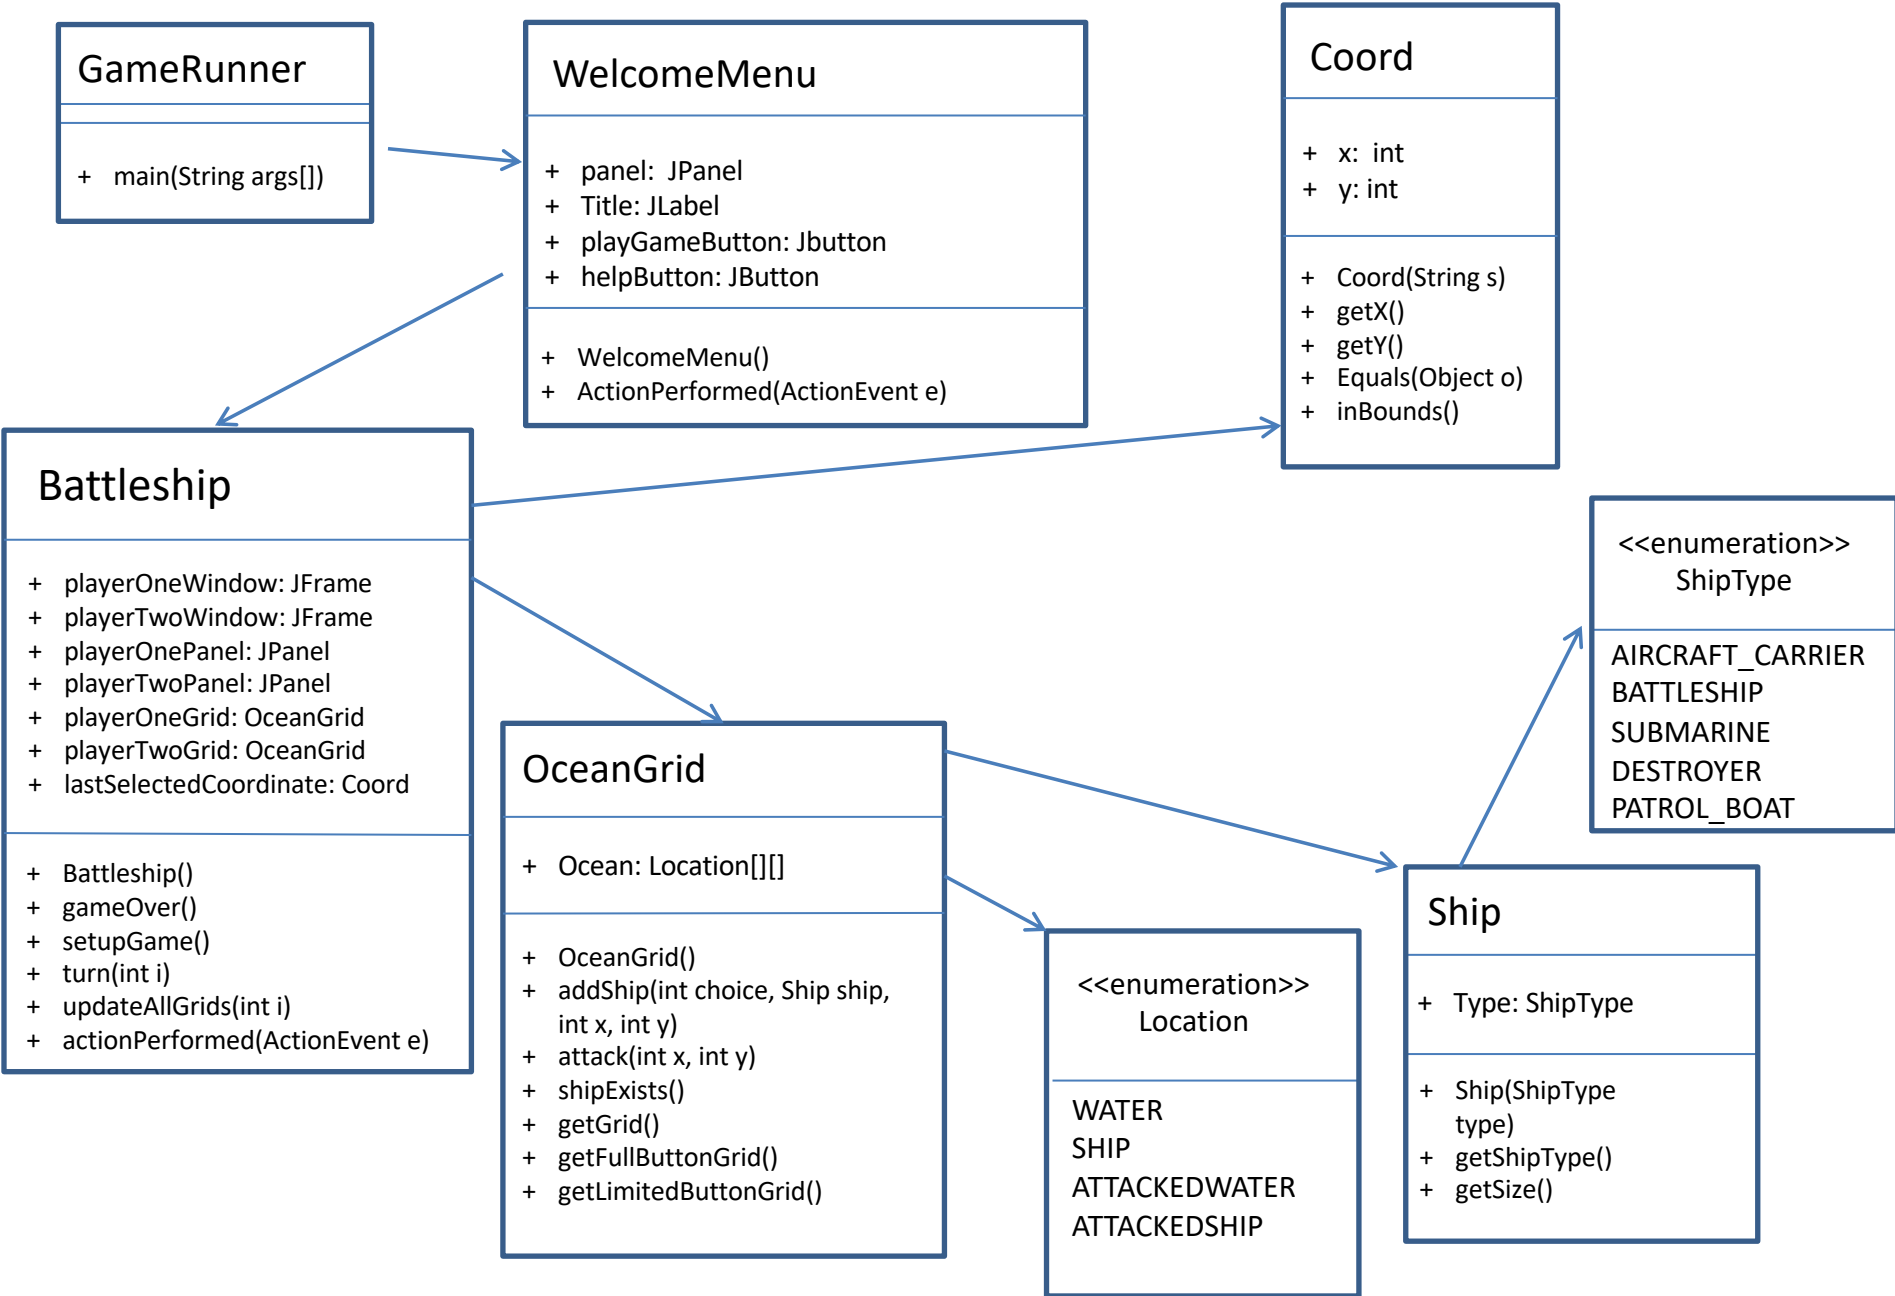 GameRunner
+ main(String args[])
WelcomeMenu
+ panel: JPanel
+ Title: JLabel
+ playGameButton: Jbutton
+ helpButton: JButton
+ WelcomeMenu()
+ ActionPerformed(ActionEvent e)
Coord
+ x: int
+ y: int
+ Coord(String s)
+ getX()
+ getY()
+ Equals(Object o)
+ inBounds()
Battleship
+ playerOneWindow: JFrame
+ playerTwoWindow: JFrame
+ playerOnePanel: JPanel
+ playerTwoPanel: JPanel
+ playerOneGrid: OceanGrid
+ playerTwoGrid: OceanGrid
+ lastSelectedCoordinate: Coord
+ Battleship()
+ gameOver()
+ setupGame()
+ turn(int i)
+ updateAllGrids(int i)
+ actionPerformed(ActionEvent e)
OceanGrid
+ Ocean: Location[][]
+ OceanGrid()
+ addShip(int choice, Ship ship,
int x, int y)
+ attack(int x, int y)
+ shipExists()
+ getGrid()
+ getFullButtonGrid()
+ getLimitedButtonGrid()
<<enumeration>>
Location
WATER
SHIP
ATTACKEDWATER
ATTACKEDSHIP
<<enumeration>>
ShipType
AIRCRAFT_CARRIER
BATTLESHIP
SUBMARINE
DESTROYER
PATROL_BOAT
Ship
+ Type: ShipType
+ Ship(ShipType
type)
+ getShipType()
+ getSize()